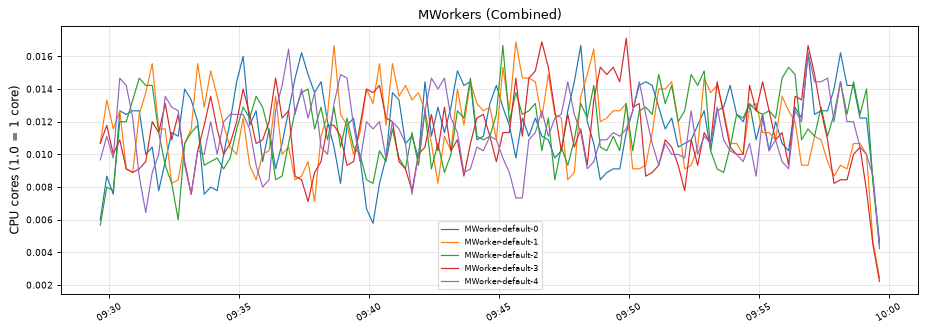 MWorkers (Combined)
CPU cores (1.0 = 1 core)
0.016
0.014
0.012
0.010
0.008
0.006
0.004
0.002
MWorker-default-0
MWorker-default-1
MWorker-default-2
MWorker-default-3
MWorker-default-4
09:30
09:35
09:40
09:45
09:50
09:55
10:00